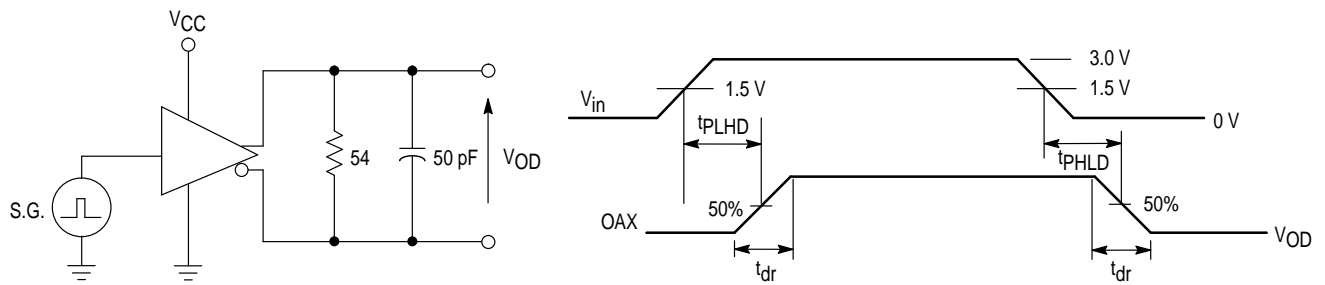 VCC
S.G.
54
50 pF
VOD
Vin
1.5 V
3.0 V
1.5 V
0 V
tPLHD
tPHLD
OAX
50%
50%
VOD
tdr
tdr